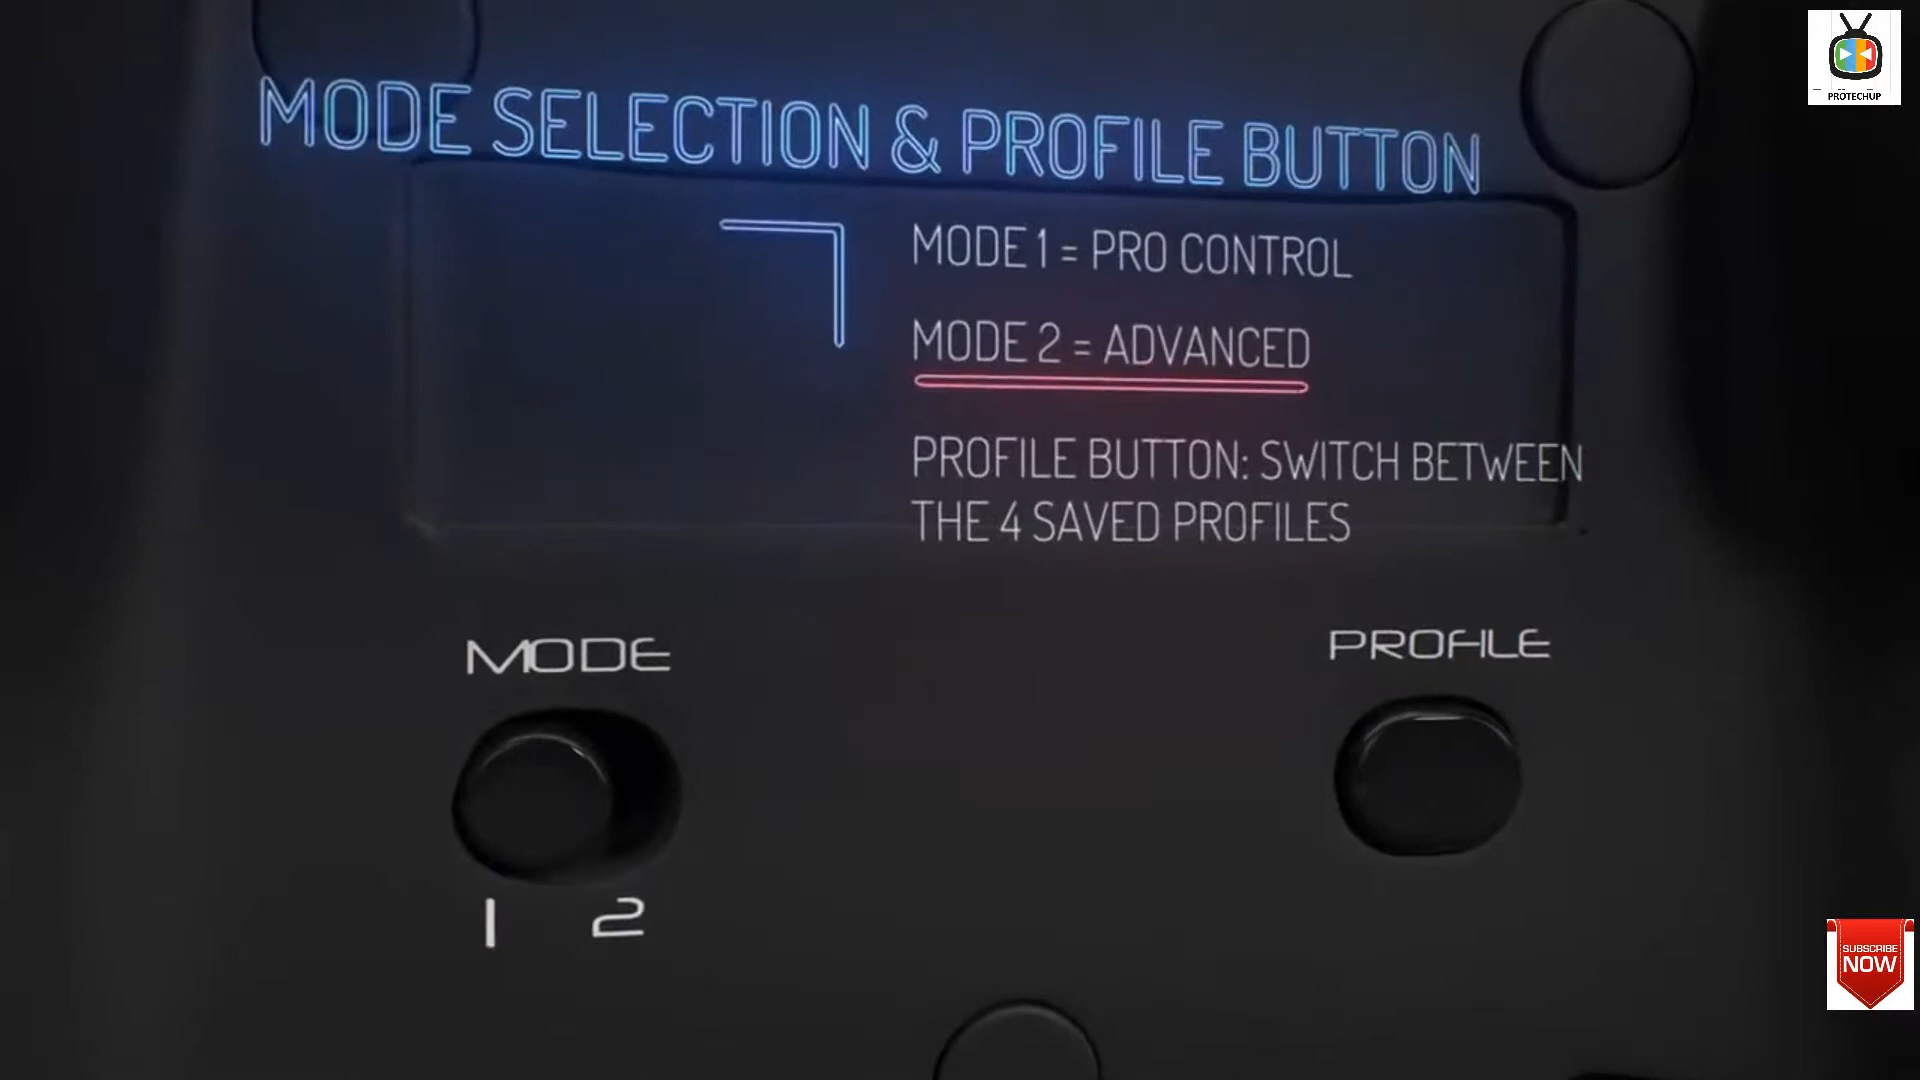 PROTECHUP
MODE SELECTION & PROFILE BUTTON
MODE 1 = PRO CONTROL
MODE 2 = ADVANCED
PROFILE BUTTON: SWITCH BETWEEN
THE 4 SAVED PROFILES
MODE
PROFILE
1 2
SUBSCRIBE
NOW